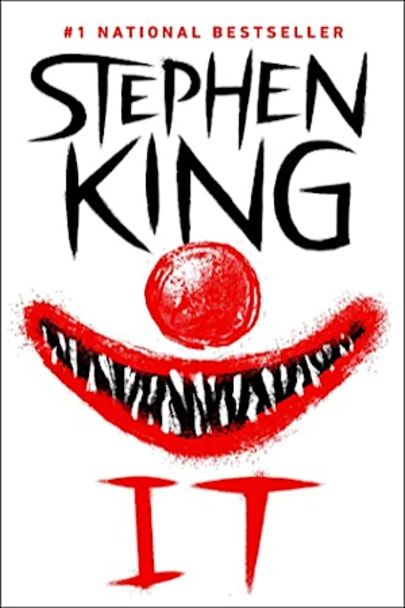 #1 NATIONAL BESTSELLER
STEPHEN
KING
IT